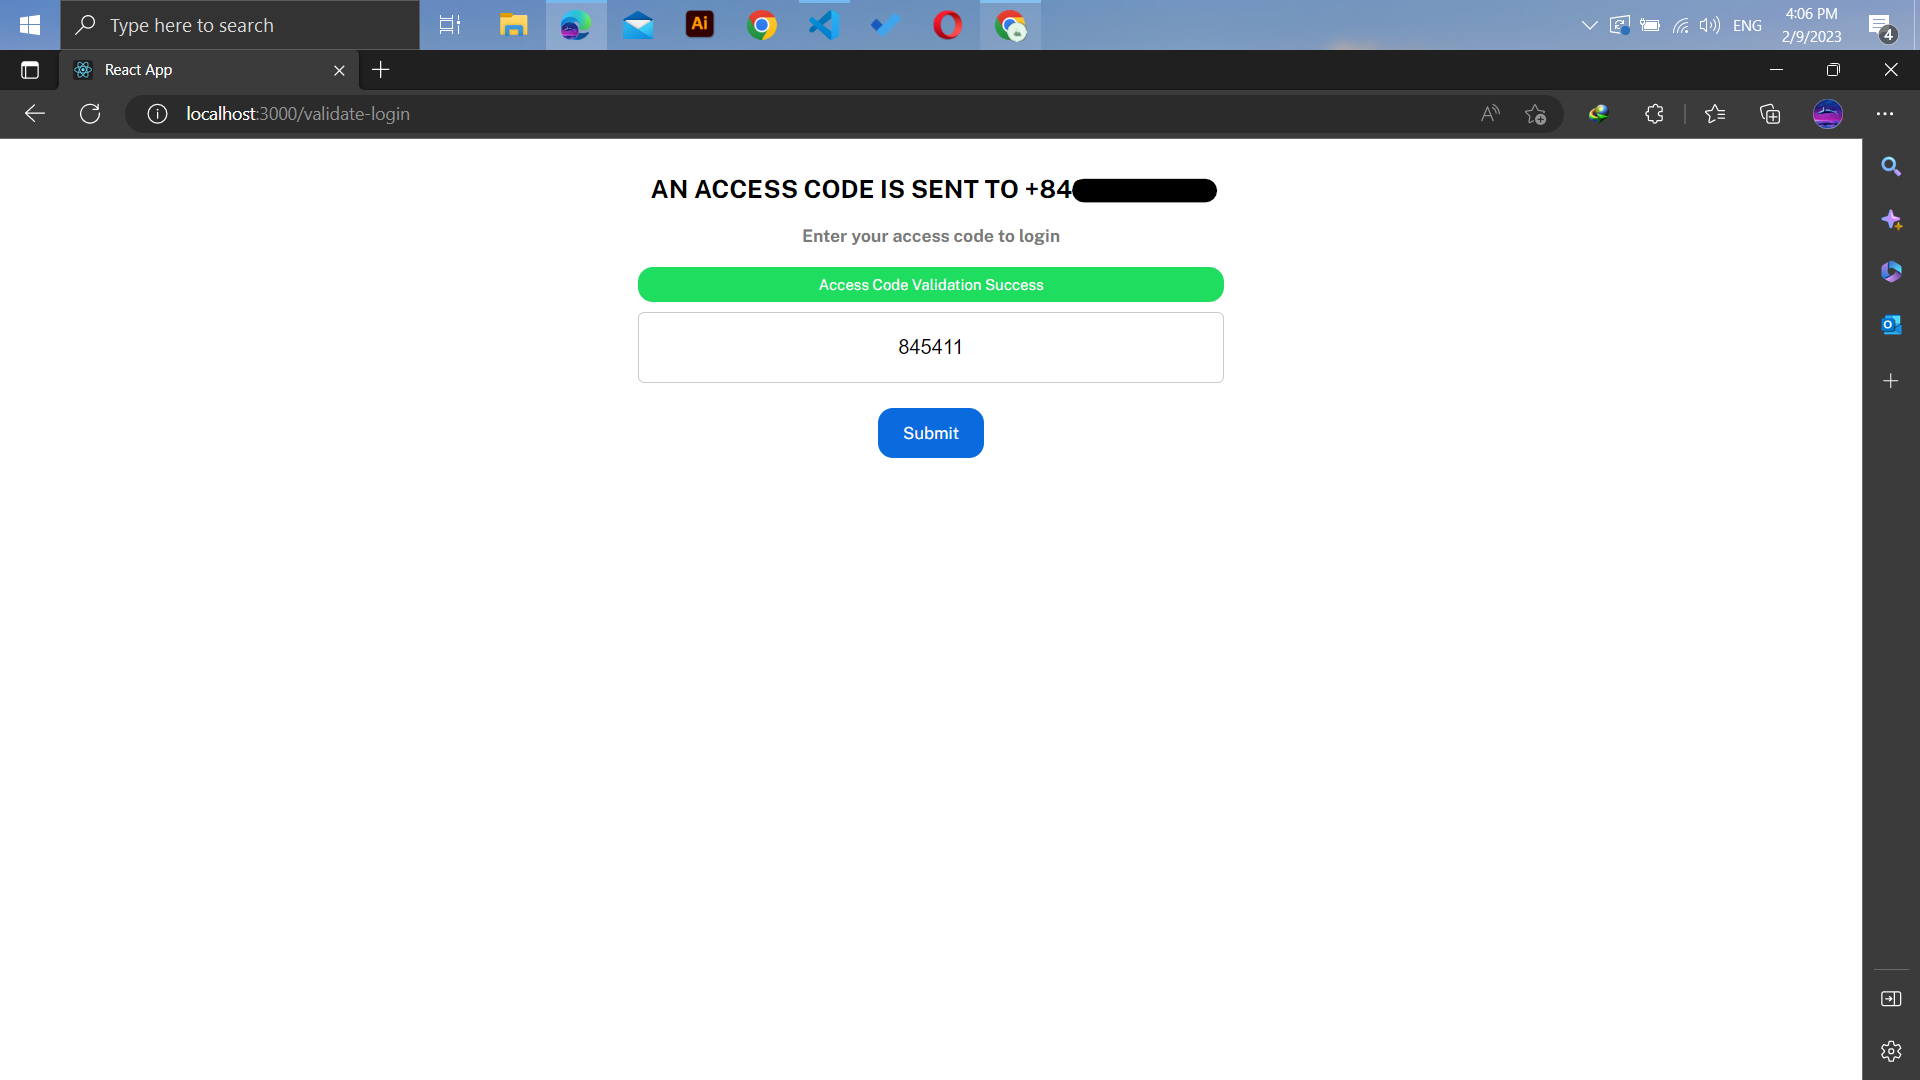 Type here to search
Ai
ENG
4:06 PM
2/9/2023
4
React App
localhost:3000/validate-login
AN ACCESS CODE IS SENT TO +84
Enter your access code to login
Access Code Validation Success
845411
Submit